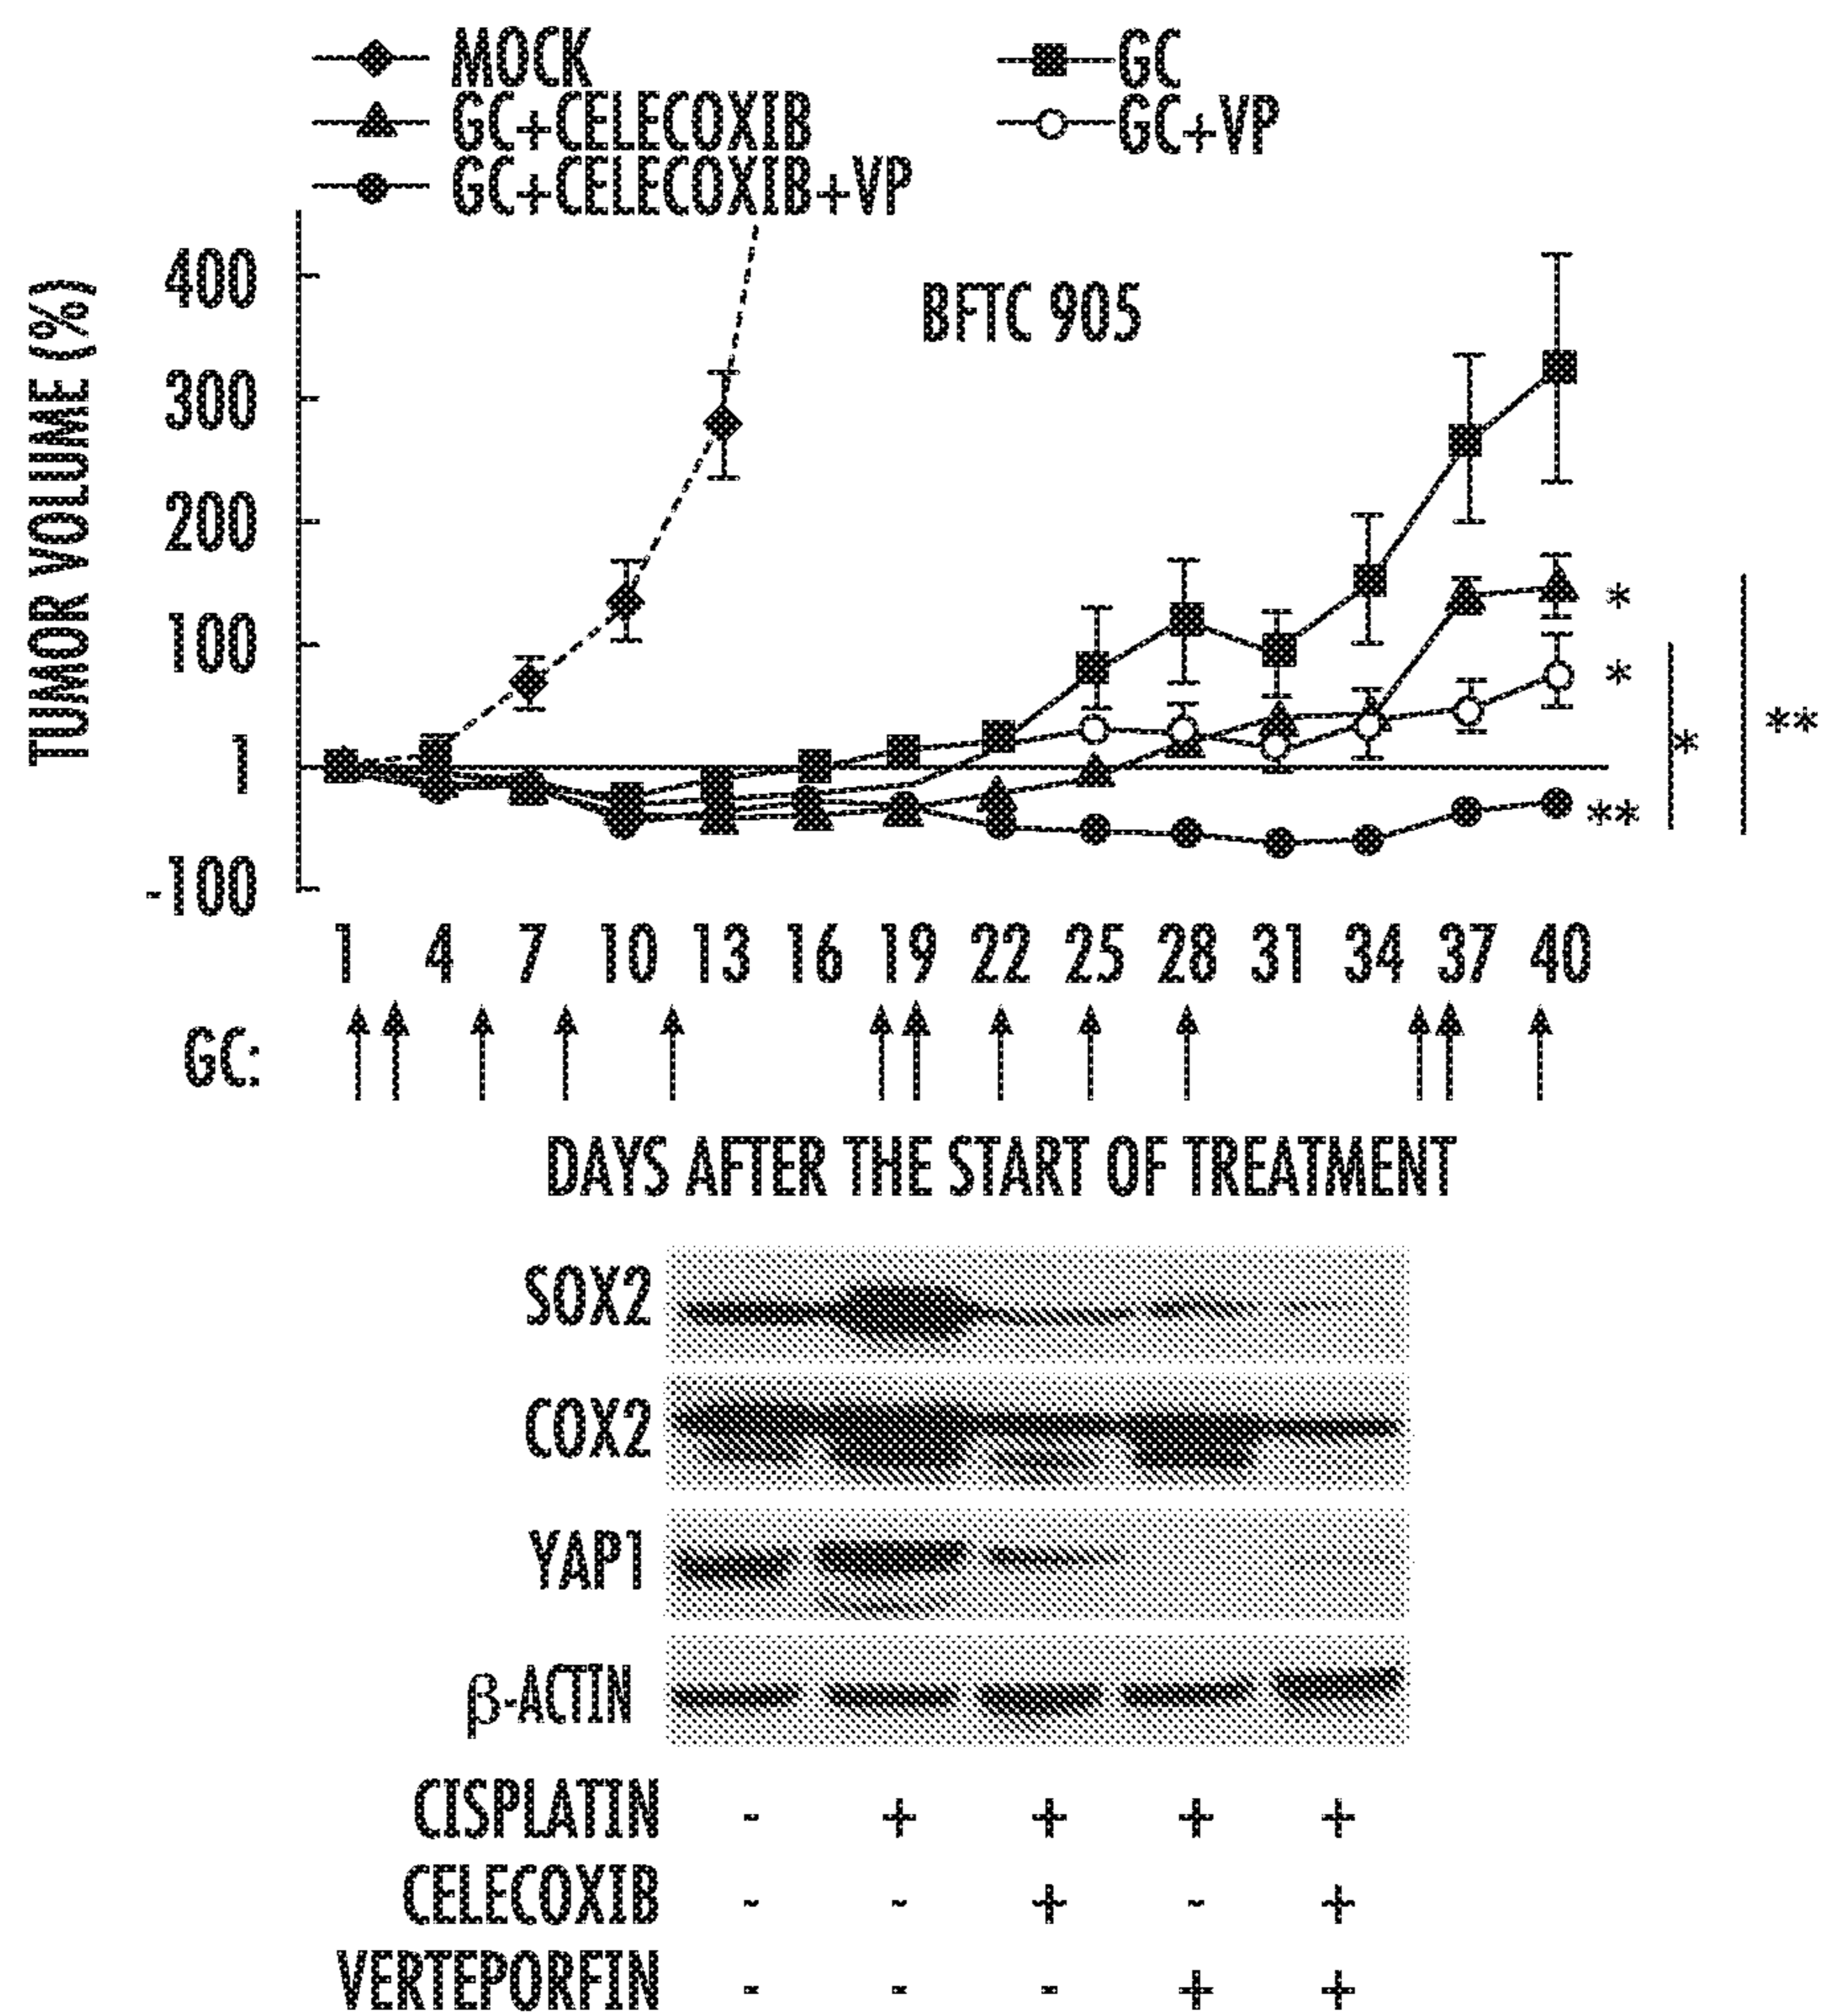 MOCK GC
GC+CELECOXIB GC+VP
GC+CELECOXIB+VP
TUMOR VOLUME (%)
400
300
200
100
1
-100
BFTC 905
*
*
**
*
**
1 4 7 10 13 16 19 22 25 28 31 34 37 40
GC:
DAYS AFTER THE START OF TREATMENT
SOX2
COX2
YAP1
β-ACTIN
CISPLATIN - + + + +
CELECOXIB - - + - +
VERTEPORFIN - - - + +